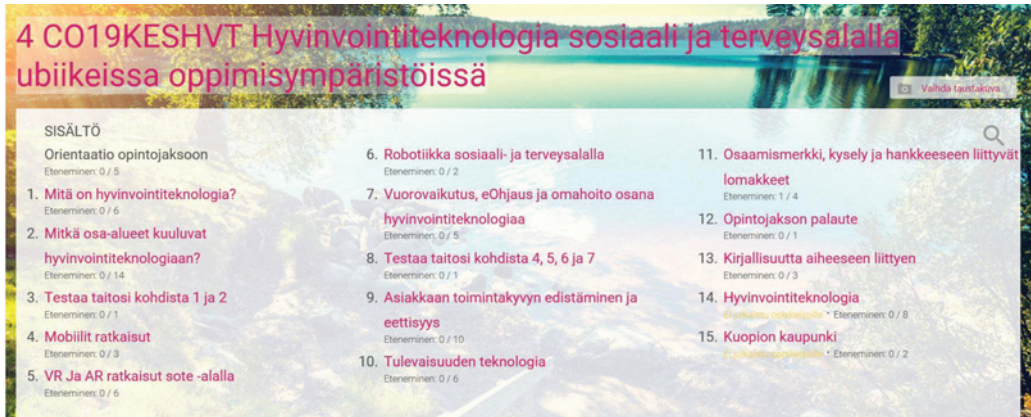 4 CO19KESHVT Hyvinvointiteknologia sosiaali ja terveysalalla
ubiikeissa oppimisympäristöissä
Vaihda taustakuva
SISÄLTÖ
Orientaatio opintojaksoon
Eteneminen: 0 / 5
1. Mitä on hyvinvointiteknologia?
Eteneminen: 0 / 6
2. Mitkä osa-alueet kuuluvat
hyvinvointiteknologiaan?
Eteneminen: 0 / 14
3. Testaa taitosi kohdista 1 ja 2
Eteneminen: 0 / 1
4. Mobiilit ratkaisut
Eteneminen: 0 / 3
5. VR Ja AR ratkaisut sote -alalla
Eteneminen: 0 / 6
6. Robotiikka sosiaali- ja terveysalalla
Eteneminen: 0 / 2
7. Vuorovaikutus, eOhjaus ja omahoito osana
hyvinvointiteknologiaa
Eteneminen: 0 / 5
8. Testaa taitosi kohdista 4, 5, 6 ja 7
Eteneminen: 0 / 1
9. Asiakkaan toimintakyvyn edistäminen ja
eettisyys
Eteneminen: 0 / 10
10. Tulevaisuuden teknologia
Eteneminen: 0 / 6
11. Osaamismerkki, kysely ja hankkeeseen liittyvät
lomakkeet
Eteneminen: 1 / 4
12. Opintojakson palaute
Eteneminen: 0 / 1
13. Kirjallisuutta aiheeseen liittyen
Eteneminen: 0 / 3
14. Hyvinvointiteknologia
* Eteneminen: 0 / 8
15. Kuopion kaupunki
* Eteneminen: 0 / 2